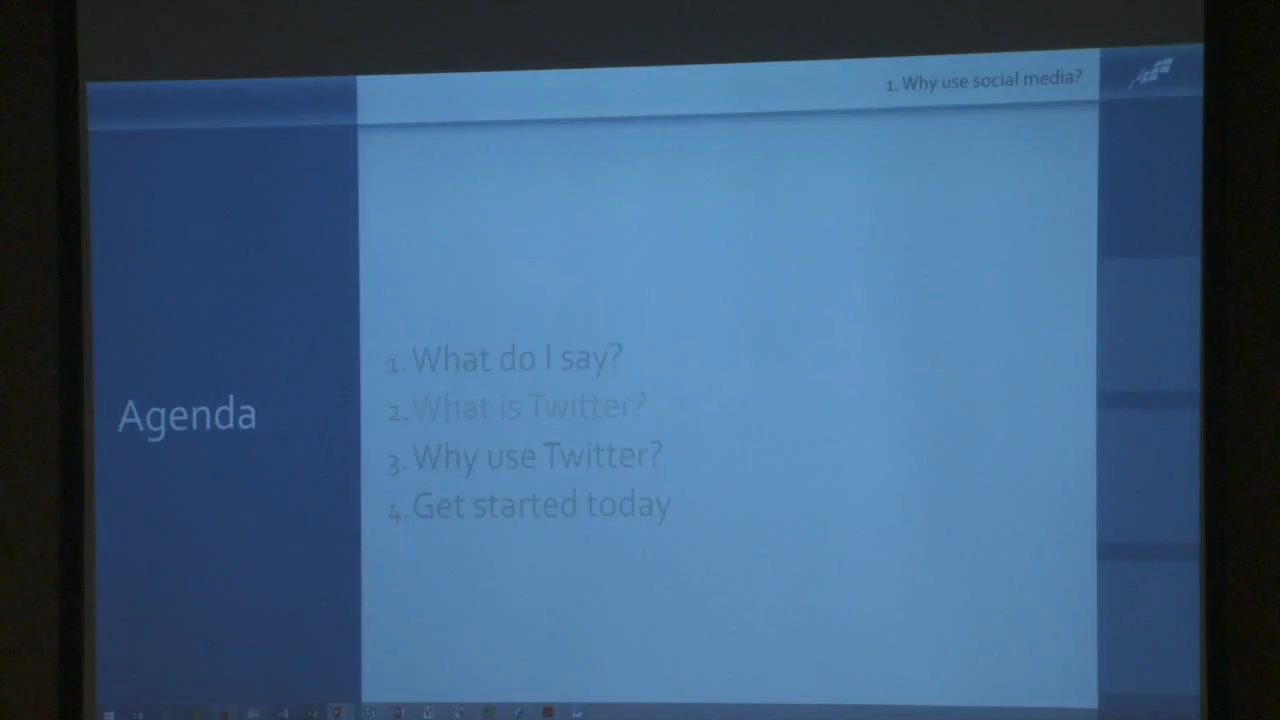 1. Why use social media?
Agenda
1. What do I say?
2. What is Twitter?
3. Why use Twitter?
4. Get started today